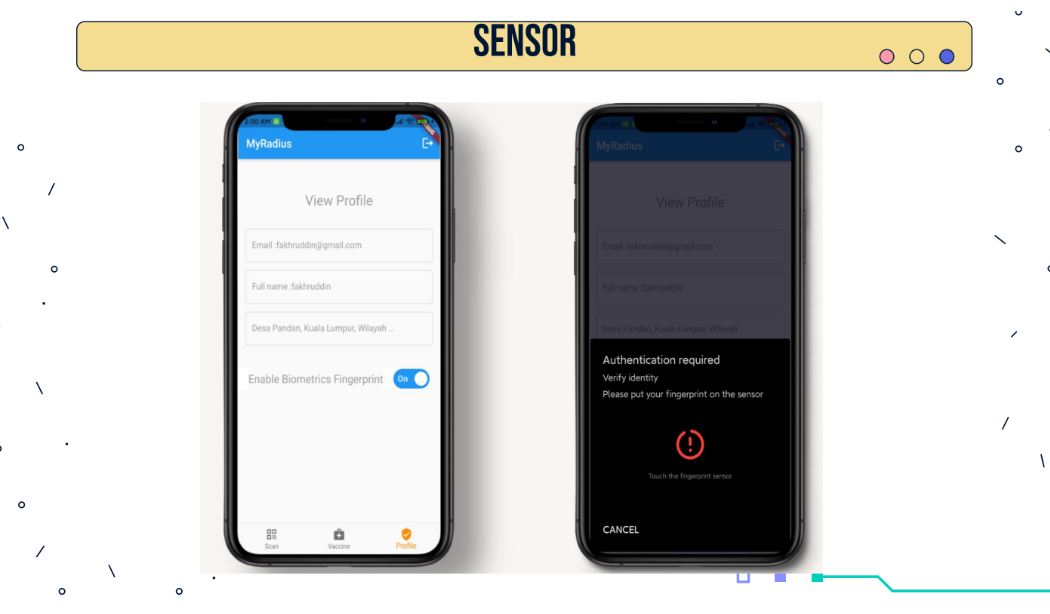 SENSOR
2:00 AM
MyRadius
View Profile
Email :fakhruddin@gmail.com
Full name :fakhruddin
Desa Pandan, Kuala Lumpur, Wilayah ...
Enable Biometrics Fingerprint On
Scan Vaccine Profile
MyRadius
View Profile
Email :fakhruddin@gmail.com
Full name :fakhruddin
Desa Pandan, Kuala Lumpur, Wilayah ...
Authentication required
Verify identity
Please put your fingerprint on the sensor
Touch the fingerprint sensor
CANCEL